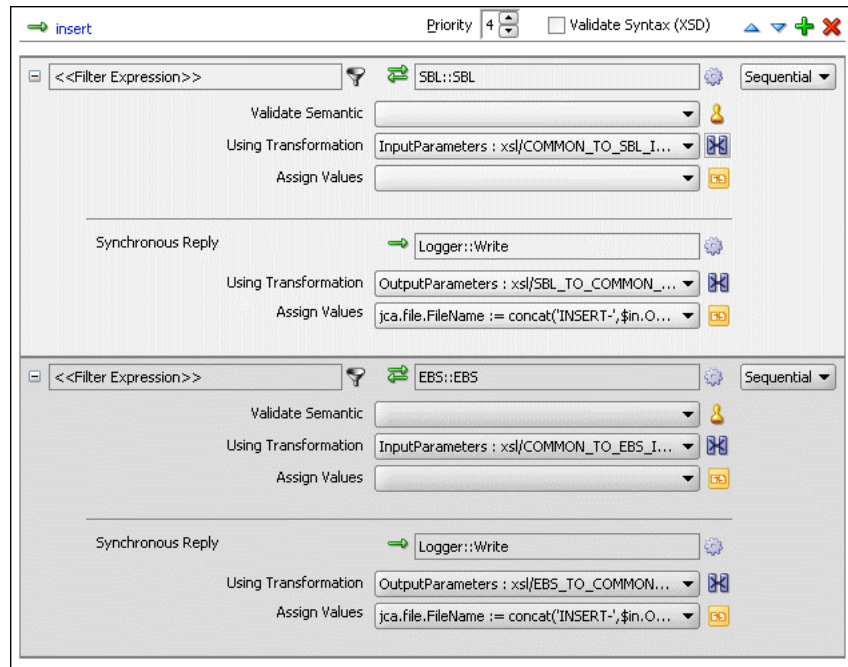 insert Priority 4 Validate Syntax (XSD)
<<Filter Expression>> SBL::SBL Sequential
Validate Semantic
Using Transformation InputParameters : xsl/COMMON_TO_SBL_I...
Assign Values
Synchronous Reply Logger::Write
Using Transformation OutputParameters : xsl/SBL_TO_COMMON_...
Assign Values jca.file.FileName := concat('INSERT-',$in.O...
<<Filter Expression>> EBS::EBS Sequential
Validate Semantic
Using Transformation InputParameters : xsl/COMMON_TO_EBS_I...
Assign Values
Synchronous Reply Logger::Write
Using Transformation OutputParameters : xsl/EBS_TO_COMMON...
Assign Values jca.file.FileName := concat('INSERT-',$in.O...